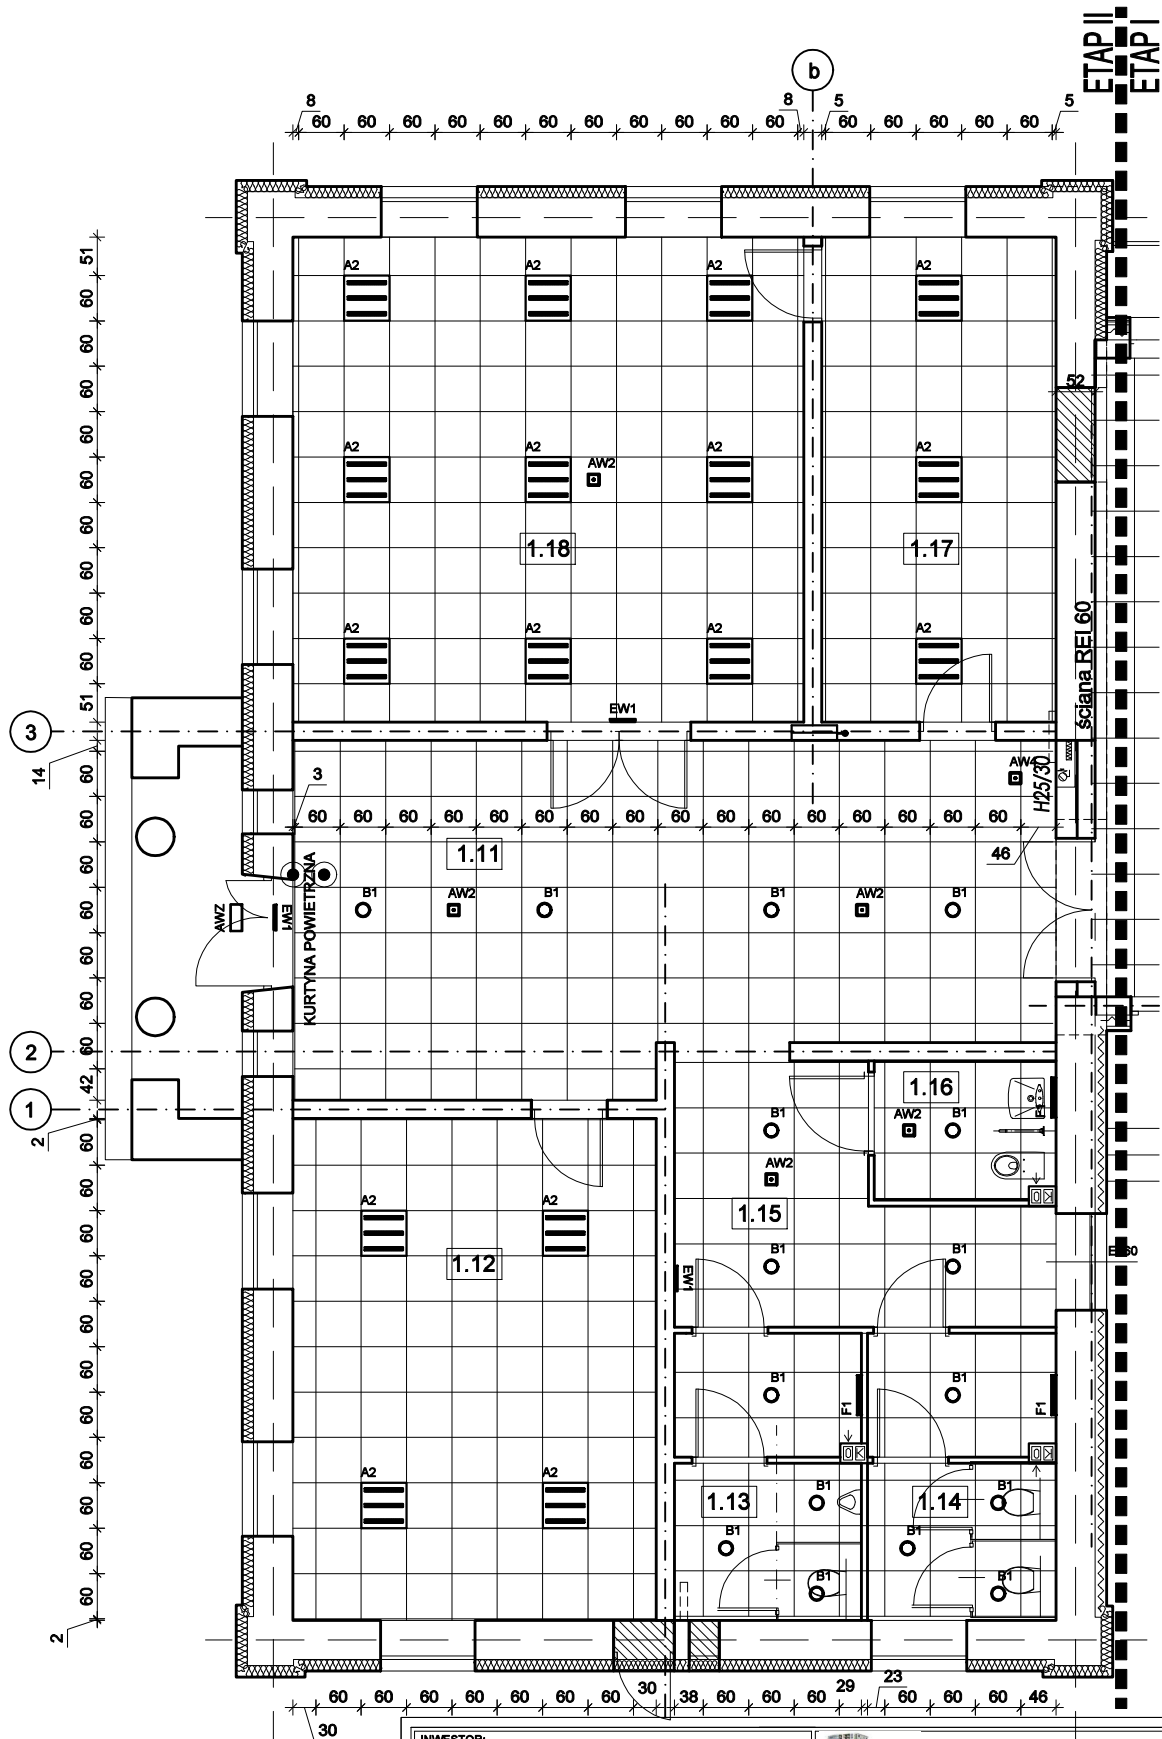 ETAP II
ETAP I
b
8
8
5
5
60 60 60 60 60 60 60 60 60 60 60 60 60 60 60 60
51
60
60
60
60
60
60
60
60
60
51
A2 A2 A2 A2
52
A2 A2 A2 A2
AW2
1.18
1.17
A2 A2 A2 A2
ściana REI 60
EW1
3
14
60
60
60
60
60
60
60
42
3
AW4
H25/30
60 60 60 60 60 60 60 60 60 60 60 60 60 60 60 60
46
1.11
KURTYNA POWIETRZNA
B1 AW2 B1 B1 AW2 B1
AWZ
EW1
2
1
2
60
60
60
60
60
60
60
60
60
60
60
1.16
B1 AW2 B1
F1
AW2
1.15
A2 A2
1.12
B1 B1
EW1
B1 B1
F1
F1
A2 A2
1.13
1.14
B1 B1
B1 B1
B1 B1
2
60 60 60 60 60 60 60 30 38 60 60 60 29 23 60 60 60 46
30
INWESTOR: